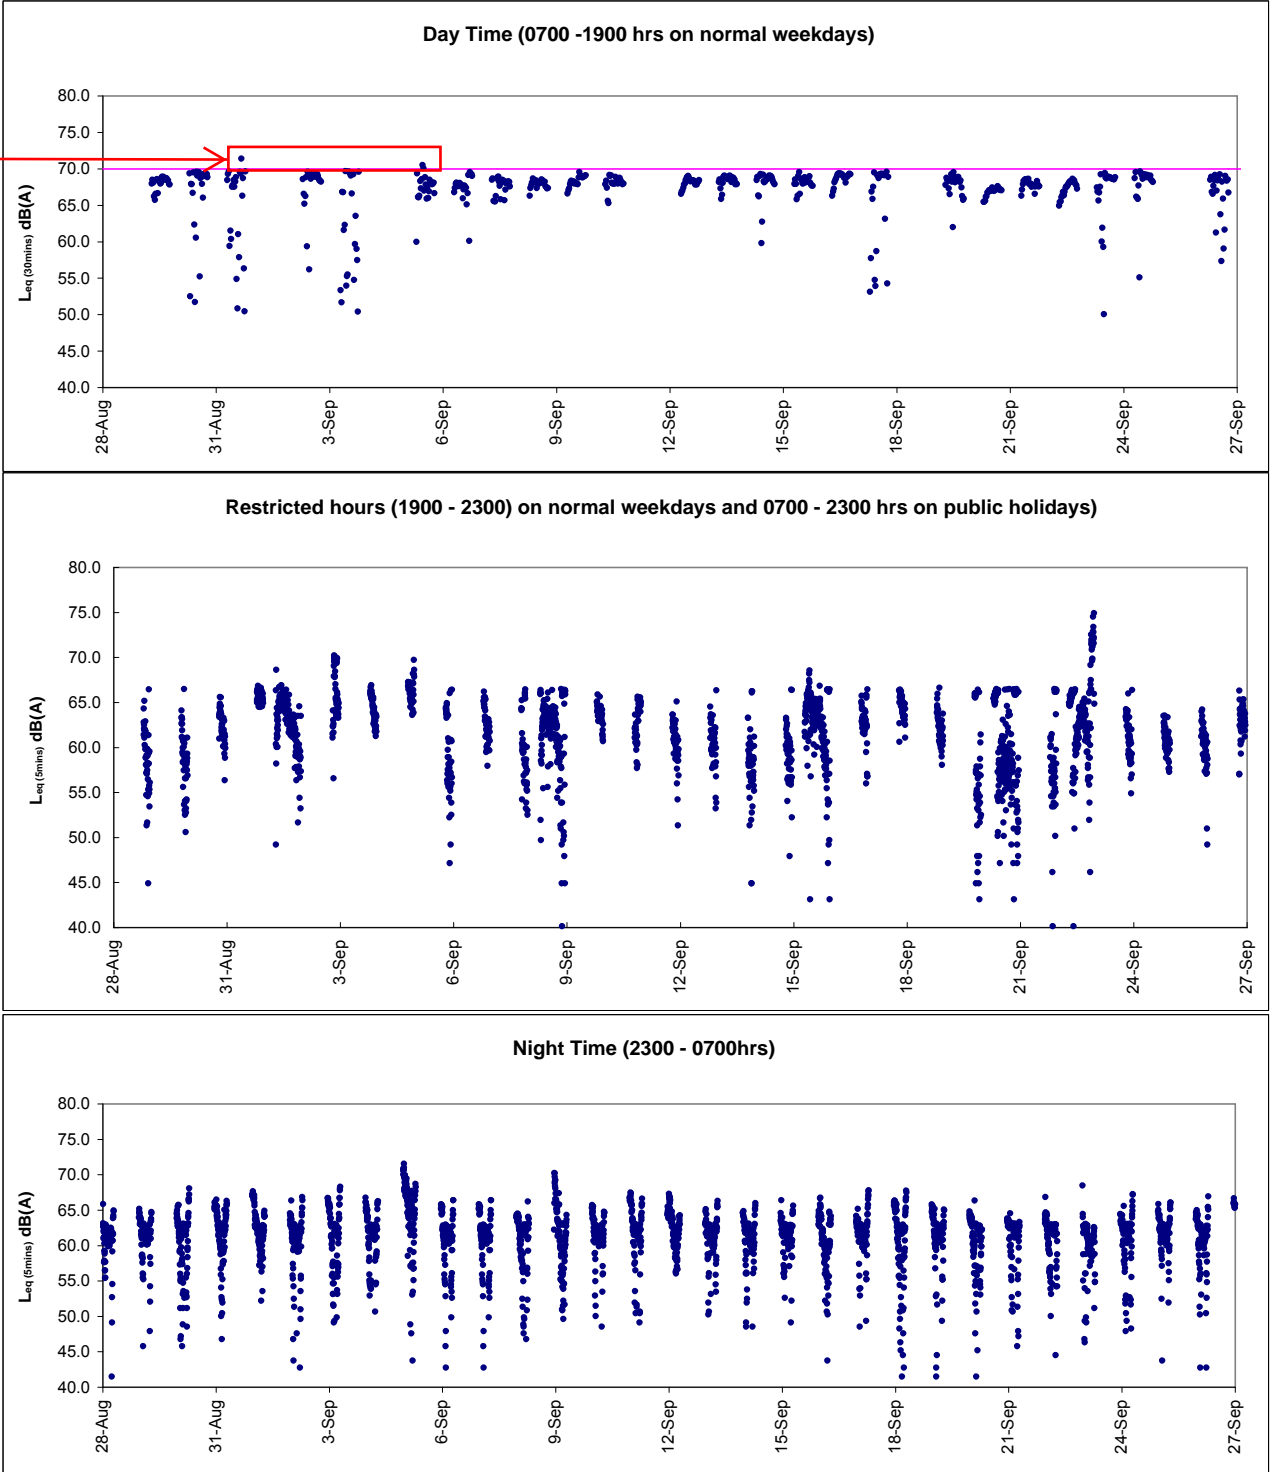 Day Time (0700 -1900 hrs on normal weekdays)
Leq (30mins) dB(A)
80.0
75.0
70.0
65.0
60.0
55.0
50.0
45.0
40.0
28-Aug
31-Aug
3-Sep
6-Sep
9-Sep
12-Sep
15-Sep
18-Sep
21-Sep
24-Sep
27-Sep
Restricted hours (1900 - 2300) on normal weekdays and 0700 - 2300 hrs on public holidays)
Leq (5mins) dB(A)
80.0
75.0
70.0
65.0
60.0
55.0
50.0
45.0
40.0
28-Aug
31-Aug
3-Sep
6-Sep
9-Sep
12-Sep
15-Sep
18-Sep
21-Sep
24-Sep
27-Sep
Night Time (2300 - 0700hrs)
Leq (5mins) dB(A)
80.0
75.0
70.0
65.0
60.0
55.0
50.0
45.0
40.0
28-Aug
31-Aug
3-Sep
6-Sep
9-Sep
12-Sep
15-Sep
18-Sep
21-Sep
24-Sep
27-Sep